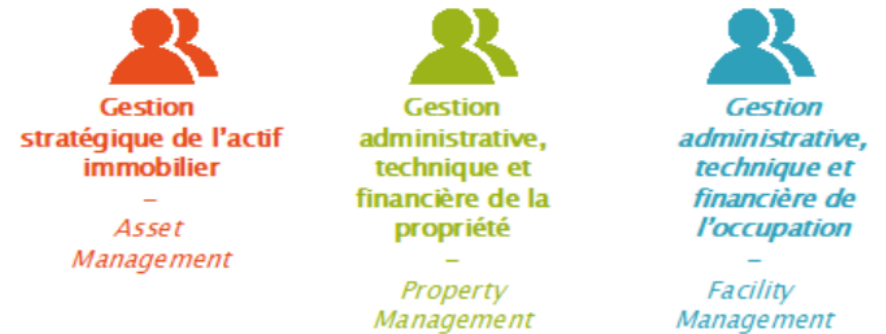 Gestion
stratégique de l'actif
immobilier
–
Asset
Management
Gestion
administrative,
technique et
financière de la
propriété
–
Property
Management
Gestion
administrative,
technique et
financière de
l'occupation
–
Facility
Management